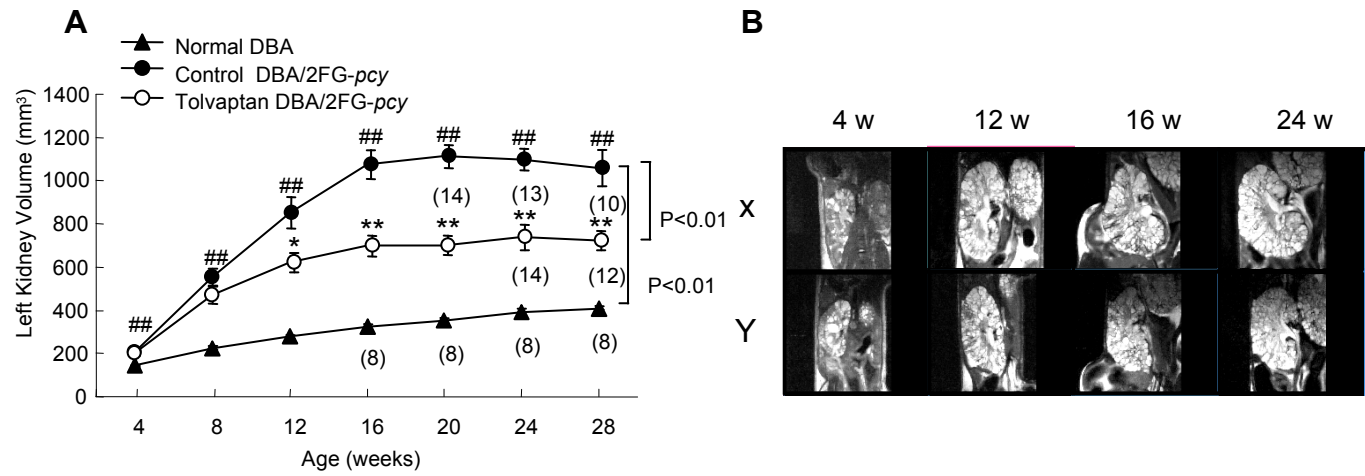 A
Normal DBA
Control DBA/2FG-pcy
Tolvaptan DBA/2FG-pcy
Left Kidney Volume (mm³)
1400
1200
1000
800
600
400
200
0
## ## ## ## ## ## ##
(14) (13) (10)
* ** ** ** **
(14) (12)
(8) (8) (8) (8)
P<0.01
P<0.01
4 8 12 16 20 24 28
Age (weeks)
B
4 w 12 w 16 w 24 w
X
Y